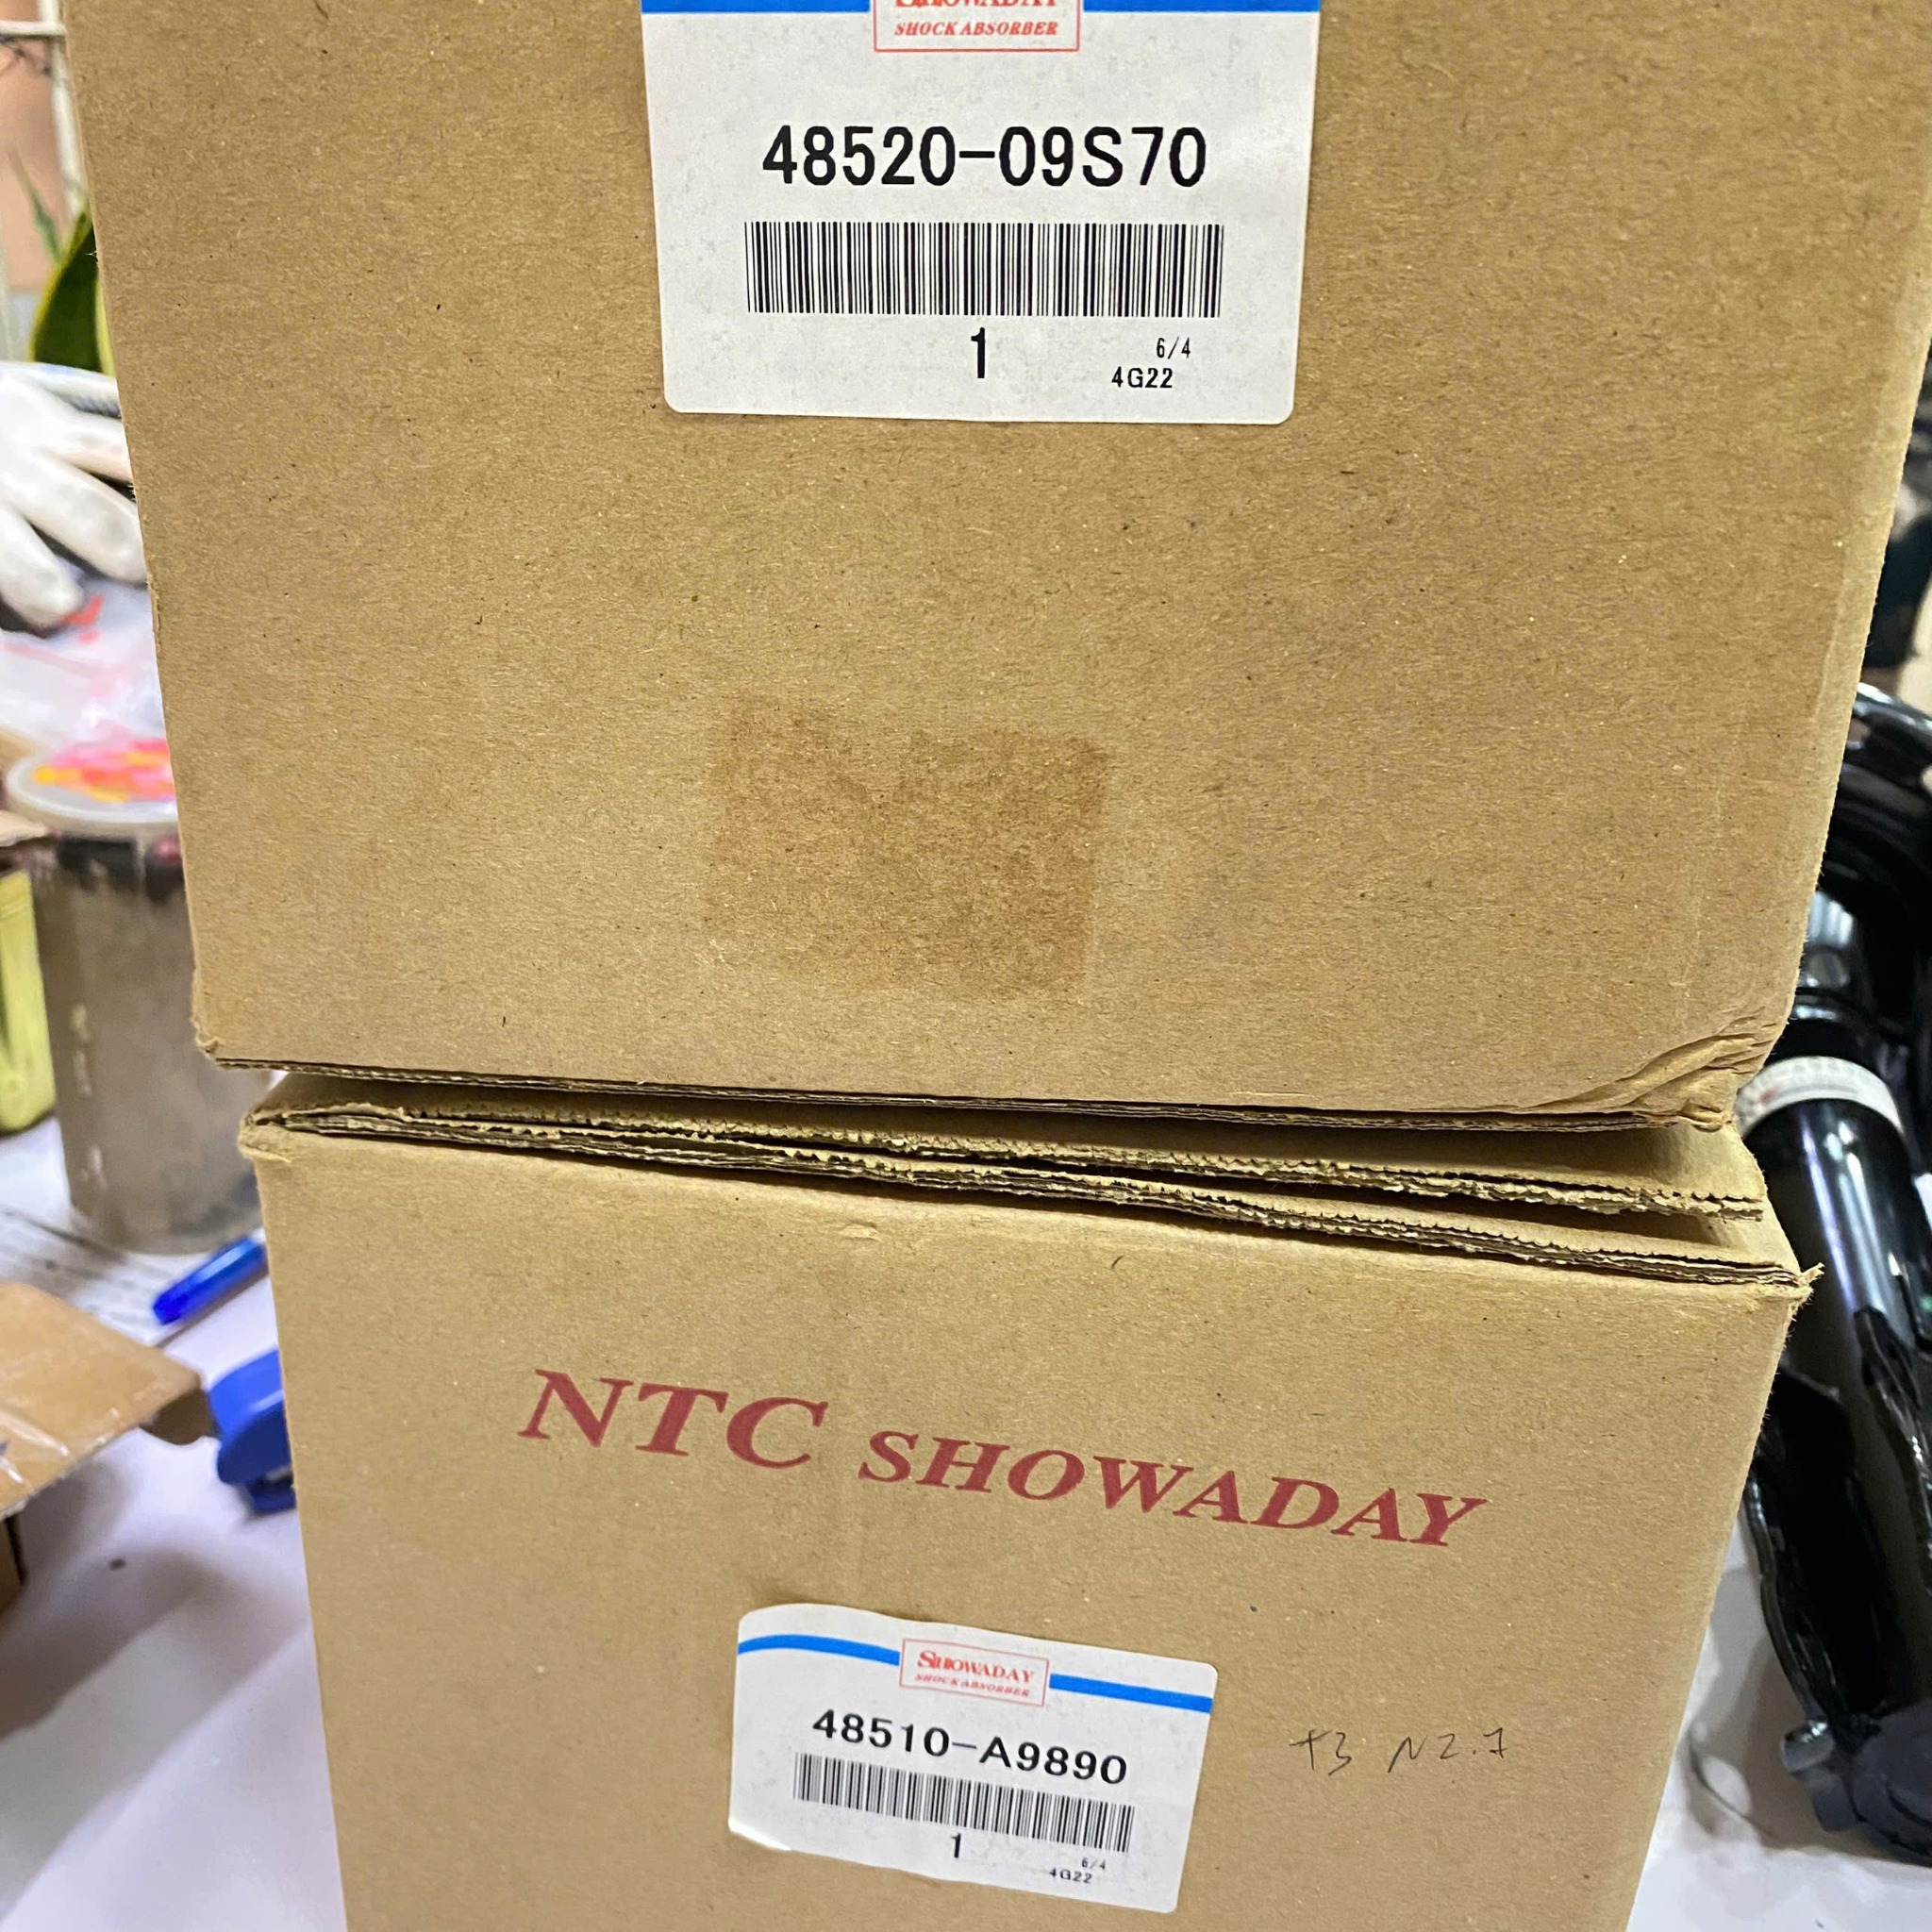 SHOWADAY
SHOCK ABSORBER
48520-09S70
1
6/4
4G22
NTC SHOWADAY
SHOWADAY
SHOCK ABSORBER
48510-A9890
1
6/4
4G22